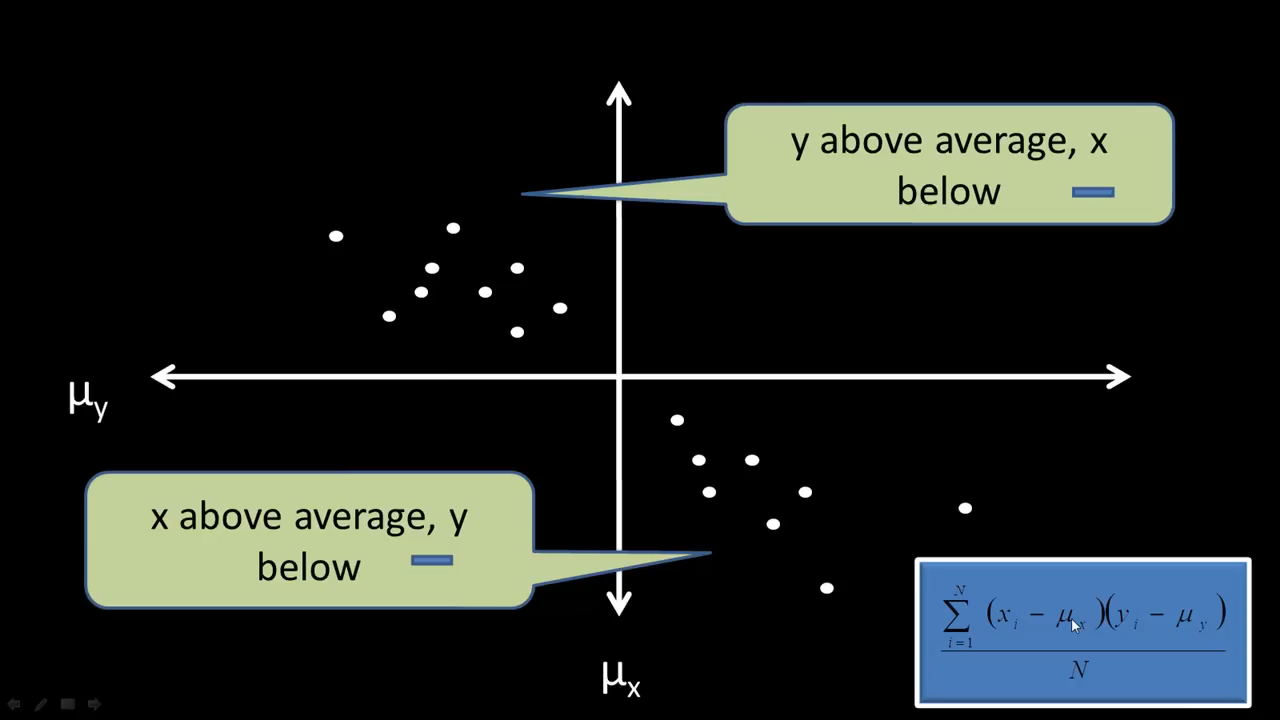 y above average, x
below
μy
x above average, y
below
μx
N
∑ (xi − μx)(yi − μy)
i=1
N